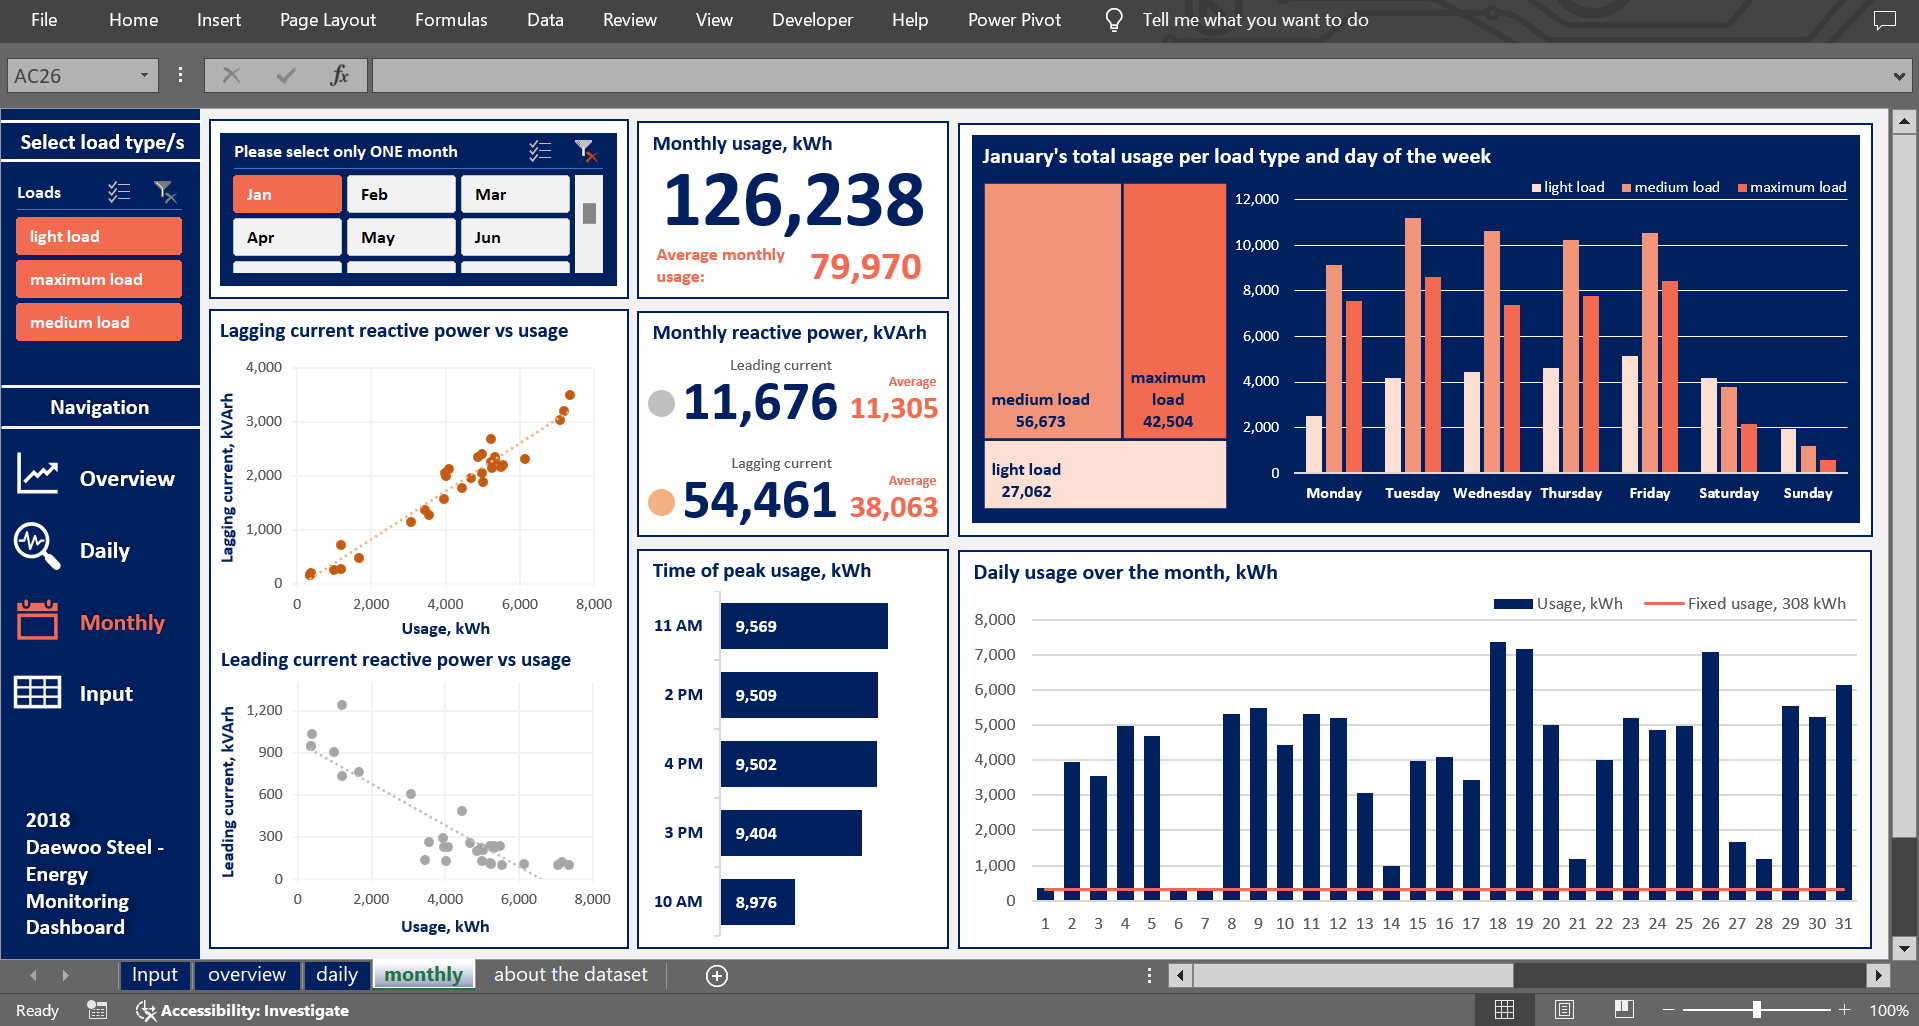 File Home Insert Page Layout Formulas Data Review View Developer Help Power Pivot Tell me what you want to do
AC26 fx
Select load type/s
Loads
light load
maximum load
medium load
Navigation
Overview
Daily
Monthly
Input
2018
Daewoo Steel -
Energy
Monitoring
Dashboard
Please select only ONE month
Jan Feb Mar
Apr May Jun
Lagging current reactive power vs usage
Lagging current, kVArh
4,000
3,000
2,000
1,000
0
0 2,000 4,000 6,000 8,000
Usage, kWh
Leading current reactive power vs usage
Leading current, kVArh
1,200
900
600
300
0
0 2,000 4,000 6,000 8,000
Usage, kWh
Monthly usage, kWh
126,238
Average monthly
usage:
79,970
Monthly reactive power, kVArh
Leading current
11,676
Average
11,305
Lagging current
54,461
Average
38,063
Time of peak usage, kWh
11 AM 9,569
2 PM 9,509
4 PM 9,502
3 PM 9,404
10 AM 8,976
January's total usage per load type and day of the week
medium load
56,673
maximum
load
42,504
light load
27,062
light load medium load maximum load
12,000
10,000
8,000
6,000
4,000
2,000
0
Monday Tuesday Wednesday Thursday Friday Saturday Sunday
Daily usage over the month, kWh
Usage, kWh Fixed usage, 308 kWh
8,000
7,000
6,000
5,000
4,000
3,000
2,000
1,000
0
1 2 3 4 5 6 7 8 9 10 11 12 13 14 15 16 17 18 19 20 21 22 23 24 25 26 27 28 29 30 31
Input overview daily monthly about the dataset
Ready Accessibility: Investigate 100%